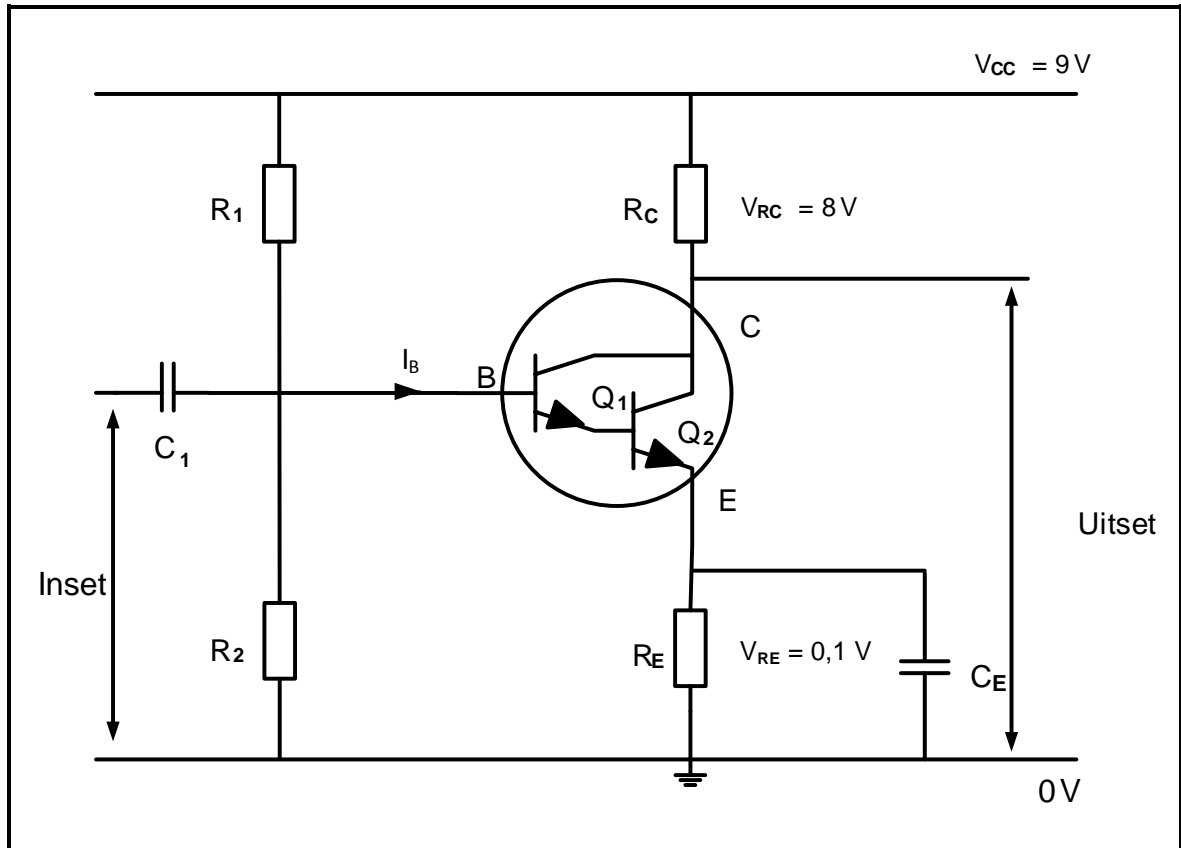 VCC = 9 V
R1
RC
VRC = 8 V
C
IB
B
Q1
Q2
C1
E
Uitset
Inset
R2
RE
VRE = 0,1 V
CE
0 V